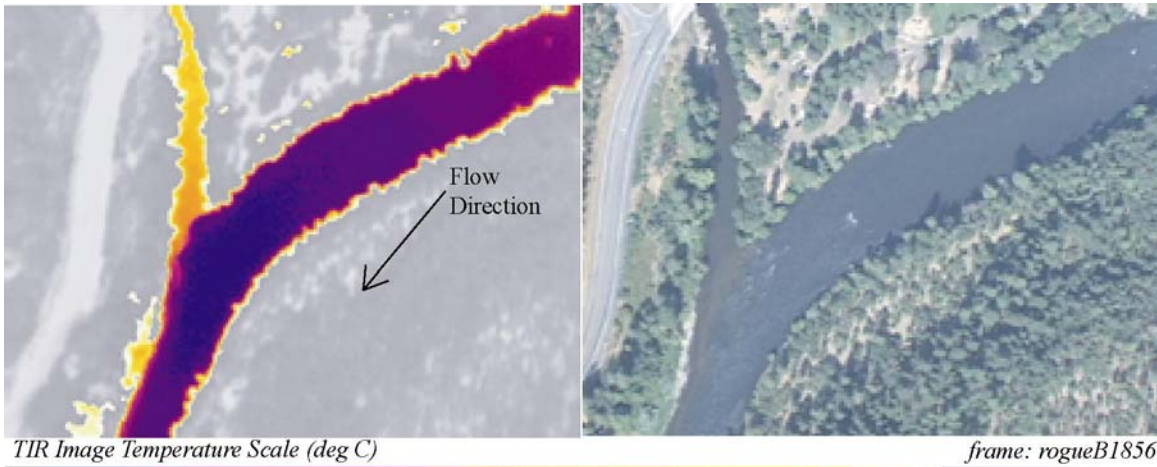 Flow
Direction
TIR Image Temperature Scale (deg C)
frame: rogueB1856